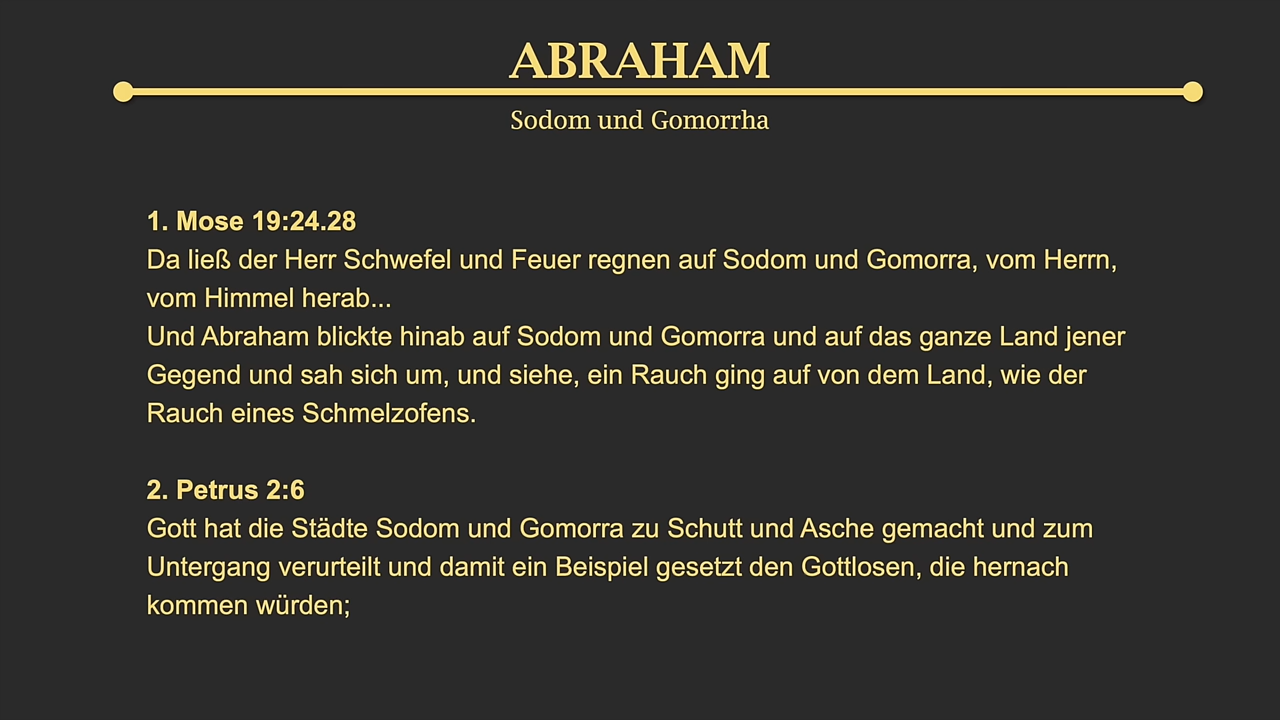 ABRAHAM
Sodom und Gomorrha
1. Mose 19:24.28
Da ließ der Herr Schwefel und Feuer regnen auf Sodom und Gomorra, vom Herrn,
vom Himmel herab...
Und Abraham blickte hinab auf Sodom und Gomorra und auf das ganze Land jener
Gegend und sah sich um, und siehe, ein Rauch ging auf von dem Land, wie der
Rauch eines Schmelzofens.
2. Petrus 2:6
Gott hat die Städte Sodom und Gomorra zu Schutt und Asche gemacht und zum
Untergang verurteilt und damit ein Beispiel gesetzt den Gottlosen, die hernach
kommen würden;